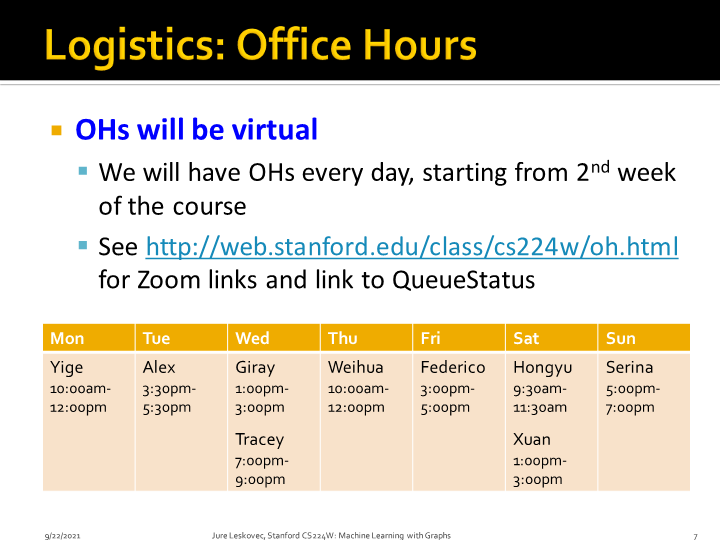 Logistics: Office Hours
OHs will be virtual
We will have OHs every day, starting from 2nd week
of the course
See http://web.stanford.edu/class/cs224w/oh.html
for Zoom links and link to QueueStatus
Mon Tue Wed Thu Fri Sat Sun
Yige Alex Giray Weihua Federico Hongyu Serina
10:00am- 3:30pm- 1:00pm- 10:00am- 3:00pm- 9:30am- 5:00pm-
12:00pm 5:30pm 3:00pm 12:00pm 5:00pm 11:30am 7:00pm
Tracey Xuan
7:00pm- 1:00pm-
9:00pm 3:00pm
9/22/2021 Jure Leskovec, Stanford CS224W: Machine Learning with Graphs 7